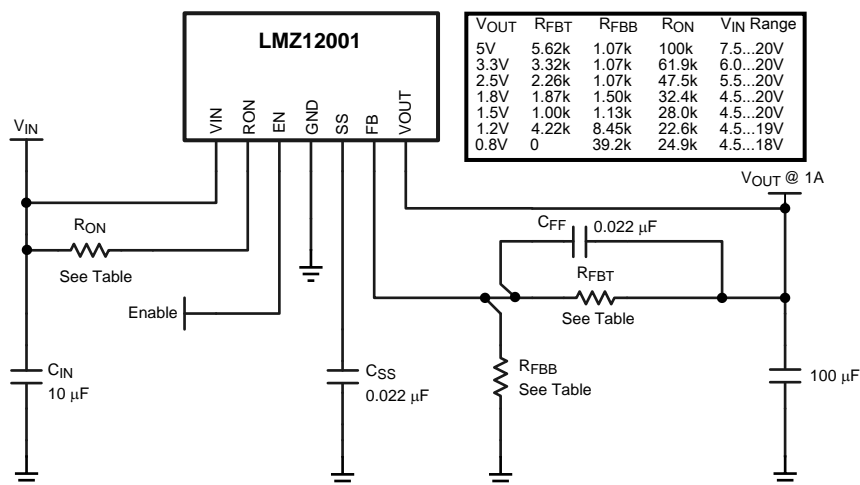 LMZ12001
VIN RON EN GND SS FB VOUT
VOUT RFBT RFBB RON VIN Range
5V 5.62k 1.07k 100k 7.5...20V
3.3V 3.32k 1.07k 61.9k 6.0...20V
2.5V 2.26k 1.07k 47.5k 5.5...20V
1.8V 1.87k 1.50k 32.4k 4.5...20V
1.5V 1.00k 1.13k 28.0k 4.5...20V
1.2V 4.22k 8.45k 22.6k 4.5...19V
0.8V 0 39.2k 24.9k 4.5...18V
VIN
VOUT @ 1A
RON
See Table
CFF 0.022 μF
RFBT
See Table
Enable
CIN
10 μF
CSS
0.022 μF
RFBB
See Table
100 μF